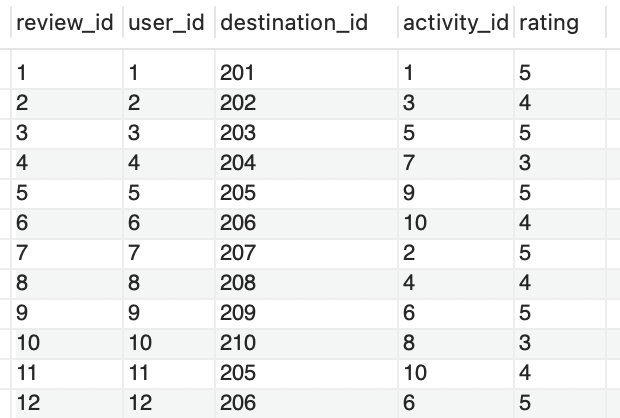 review_id user_id destination_id activity_id rating
1 1 201 1 5
2 2 202 3 4
3 3 203 5 5
4 4 204 7 3
5 5 205 9 5
6 6 206 10 4
7 7 207 2 5
8 8 208 4 4
9 9 209 6 5
10 10 210 8 3
11 11 205 10 4
12 12 206 6 5